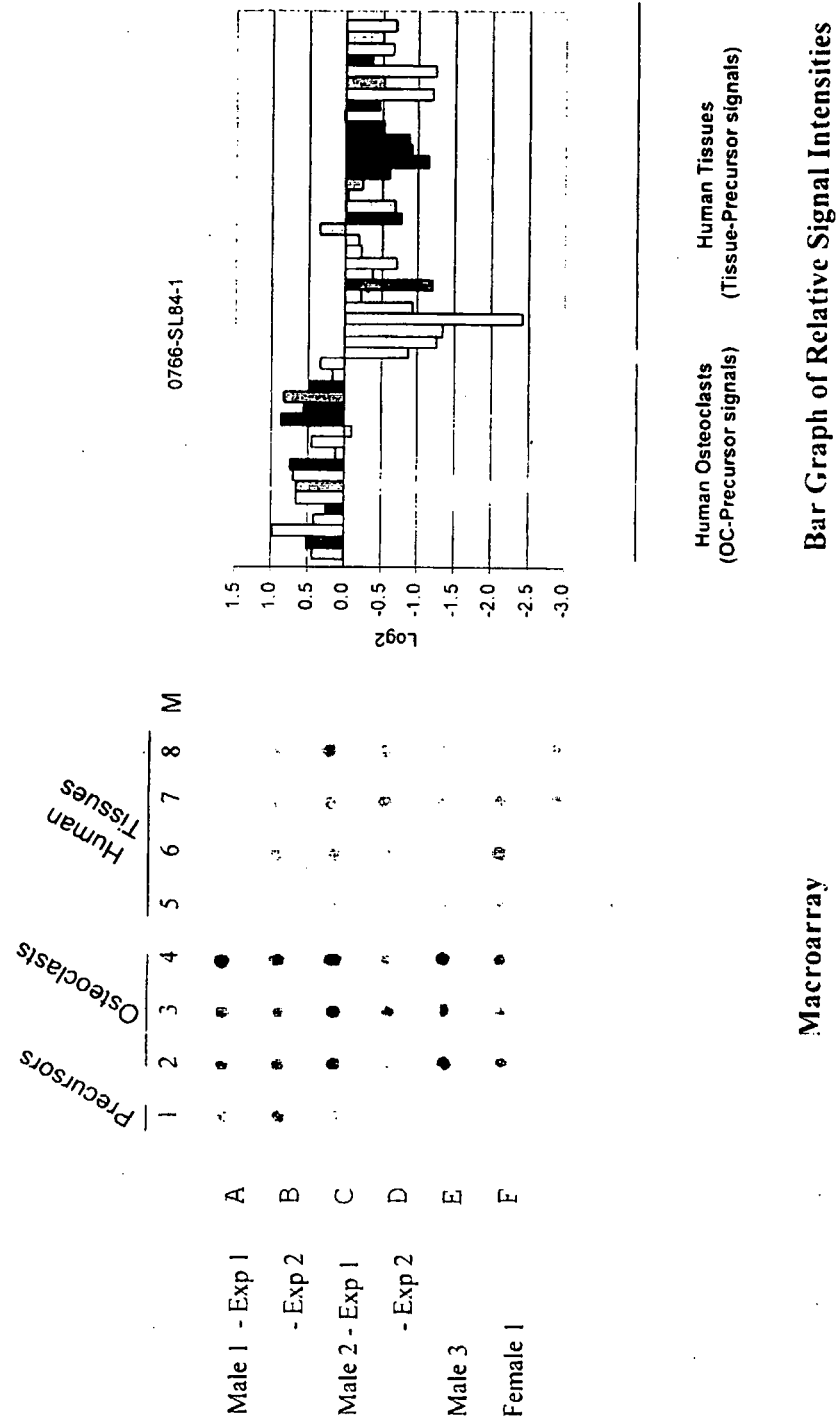 Precursors
Osteoclasts
Human
Tissues
1 2 3 4 5 6 7 8 M
Male 1 - Exp 1 A
- Exp 2 B
Male 2 - Exp 1 C
- Exp 2 D
Male 3 E
Female 1 F
Macroarray
0766-SL84-1
Log2
1.5
1.0
0.5
0.0
-0.5
-1.0
-1.5
-2.0
-2.5
-3.0
Human Osteoclasts
(OC-Precursor signals)
Human Tissues
(Tissue-Precursor signals)
Bar Graph of Relative Signal Intensities